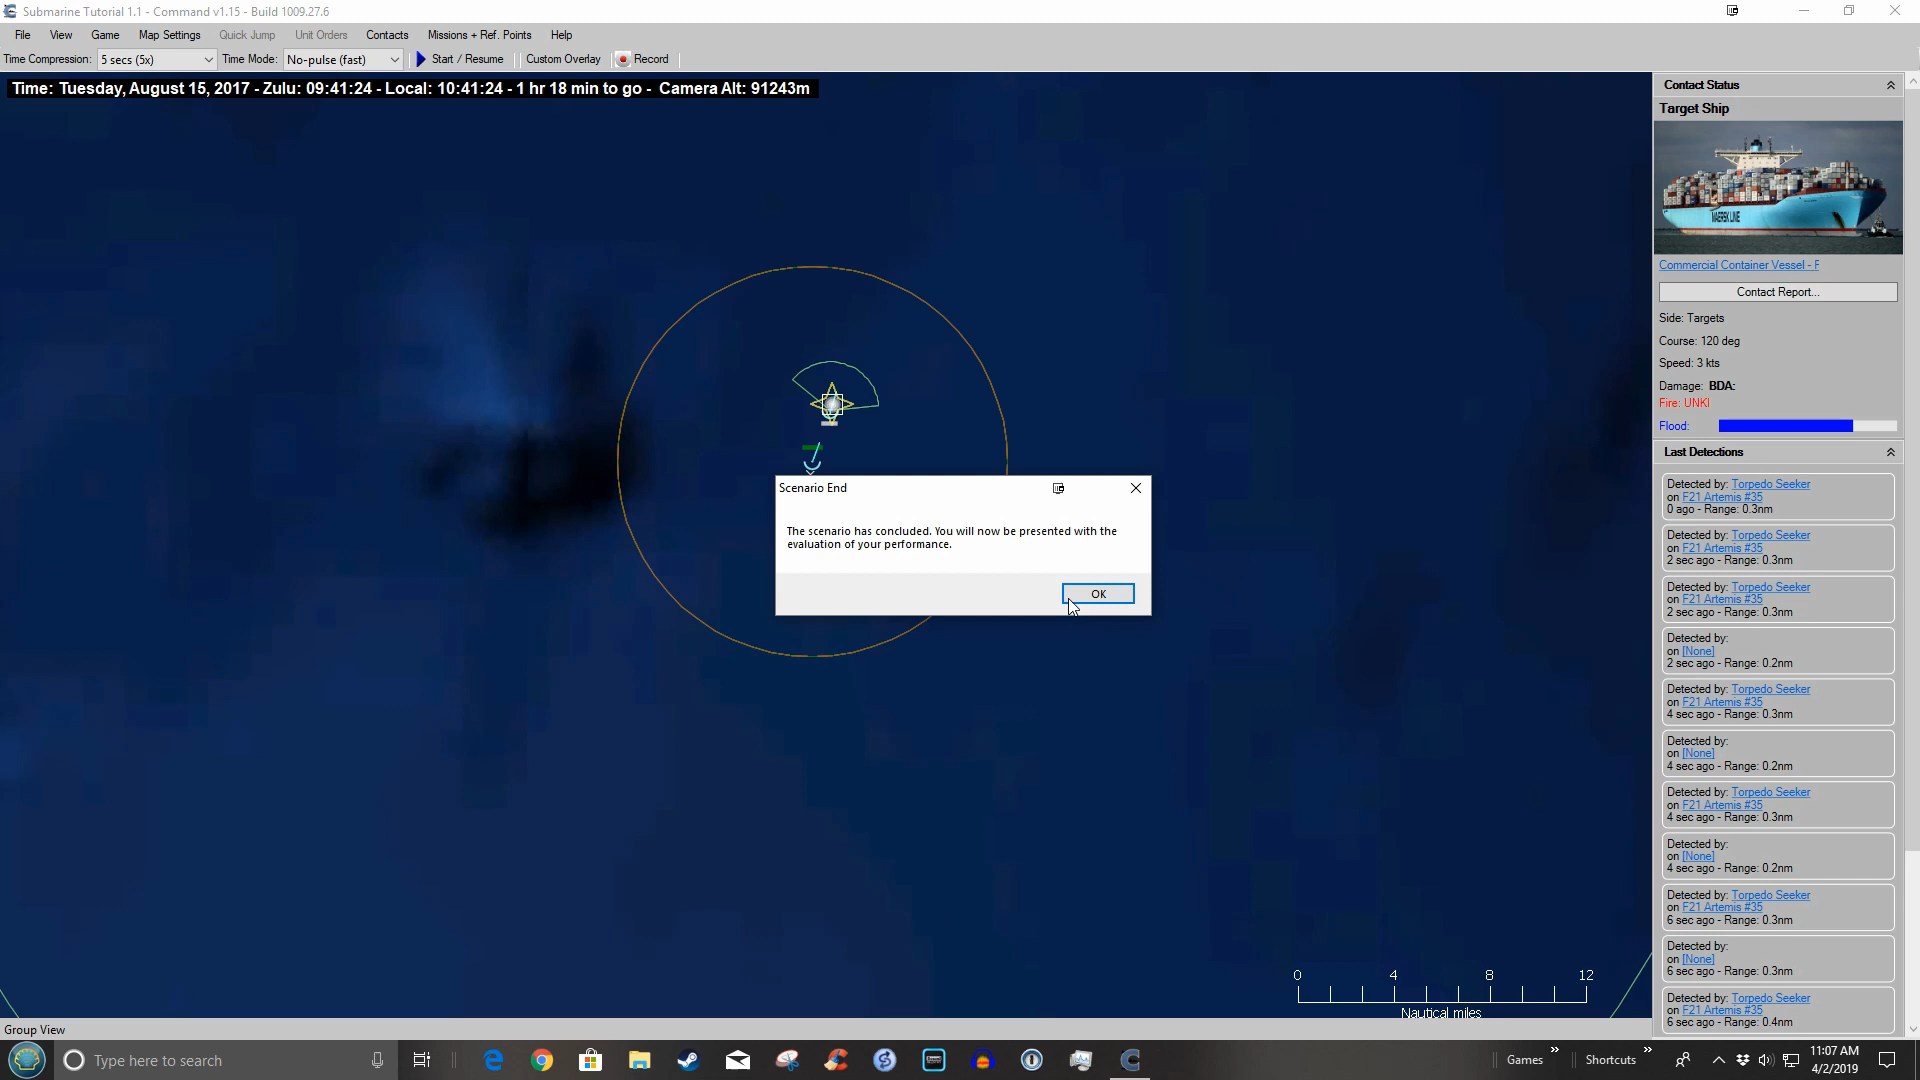 Submarine Tutorial 1.1 - Command v1.15 - Build 1009.27.6
File View Game Map Settings Quick Jump Unit Orders Contacts Missions + Ref. Points Help
Time Compression: 5 secs (5x) Time Mode: No-pulse (fast) Start / Resume Custom Overlay Record
Time: Tuesday, August 15, 2017 - Zulu: 09:41:24 - Local: 10:41:24 - 1 hr 18 min to go - Camera Alt: 91243m
Contact Status
Target Ship
MAERSK LINE
Commercial Container Vessel - F
Contact Report...
Side: Targets
Course: 120 deg
Speed: 3 kts
Damage: BDA:
Fire: UNKI
Flood:
Last Detections
Detected by: Torpedo Seeker
on F21 Artemis #35
0 ago - Range: 0.3nm
Detected by: Torpedo Seeker
on F21 Artemis #35
2 sec ago - Range: 0.3nm
Detected by: Torpedo Seeker
on F21 Artemis #35
2 sec ago - Range: 0.3nm
Detected by:
on [None]
2 sec ago - Range: 0.2nm
Detected by: Torpedo Seeker
on F21 Artemis #35
4 sec ago - Range: 0.3nm
Detected by:
on [None]
4 sec ago - Range: 0.2nm
Detected by: Torpedo Seeker
on F21 Artemis #35
4 sec ago - Range: 0.3nm
Detected by:
on [None]
4 sec ago - Range: 0.2nm
Detected by: Torpedo Seeker
on F21 Artemis #35
6 sec ago - Range: 0.3nm
Detected by:
on [None]
6 sec ago - Range: 0.3nm
Detected by: Torpedo Seeker
on F21 Artemis #35
6 sec ago - Range: 0.4nm
Scenario End
The scenario has concluded. You will now be presented with the
evaluation of your performance.
OK
0 4 8 12
Nautical miles
Group View
Type here to search
Games
Shortcuts
11:07 AM
4/2/2019